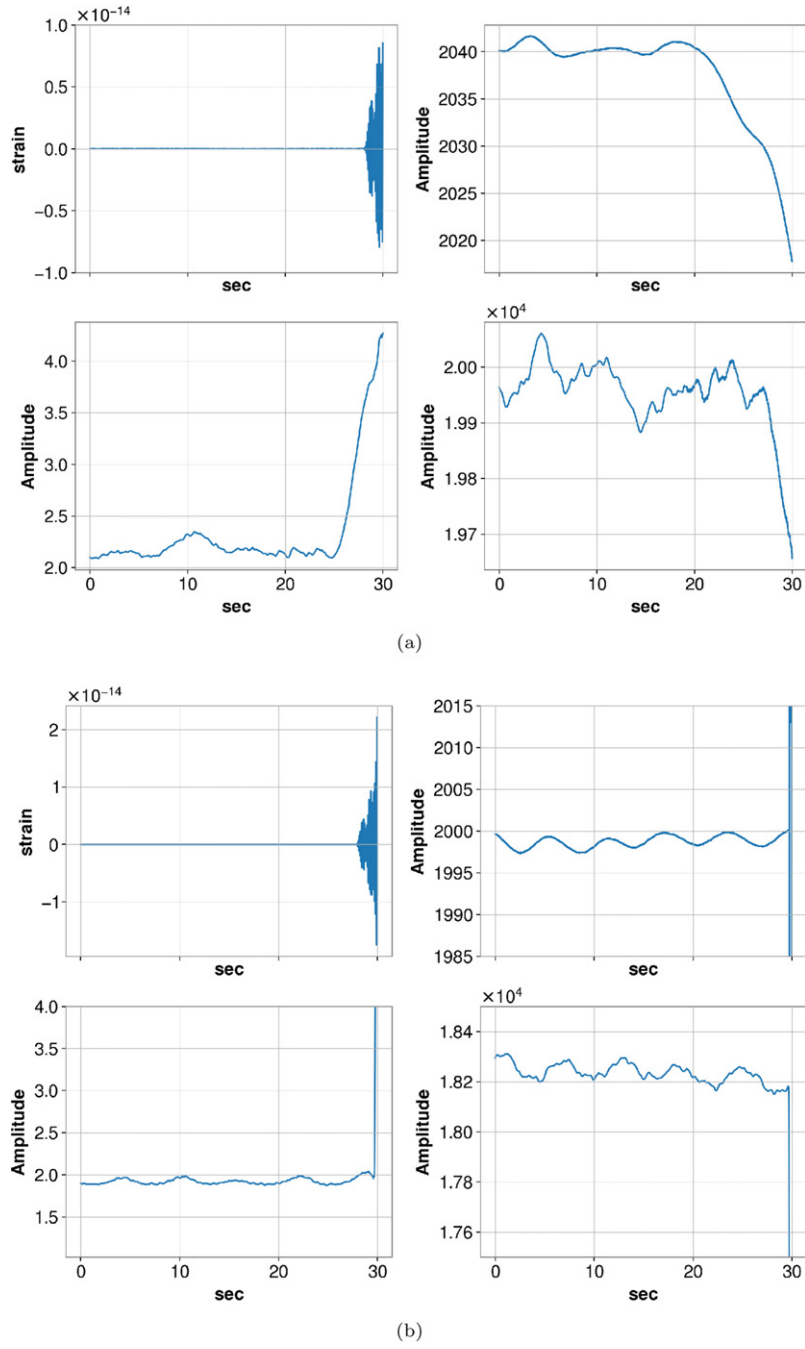 ×10⁻¹⁴
1.0
0.5
0.0
−0.5
−1.0
strain
sec
2040
2035
2030
2025
2020
Amplitude
sec
4.0
3.5
3.0
2.5
2.0
Amplitude
0 10 20 30
sec
×10⁴
2.00
1.99
1.98
1.97
0 10 20 30
sec
(a)
×10⁻¹⁴
2
1
0
−1
strain
sec
2015
2010
2005
2000
1995
1990
1985
Amplitude
sec
4.0
3.5
3.0
2.5
2.0
1.5
Amplitude
0 10 20 30
sec
×10⁴
1.84
1.82
1.80
1.78
1.76
0 10 20 30
sec
(b)